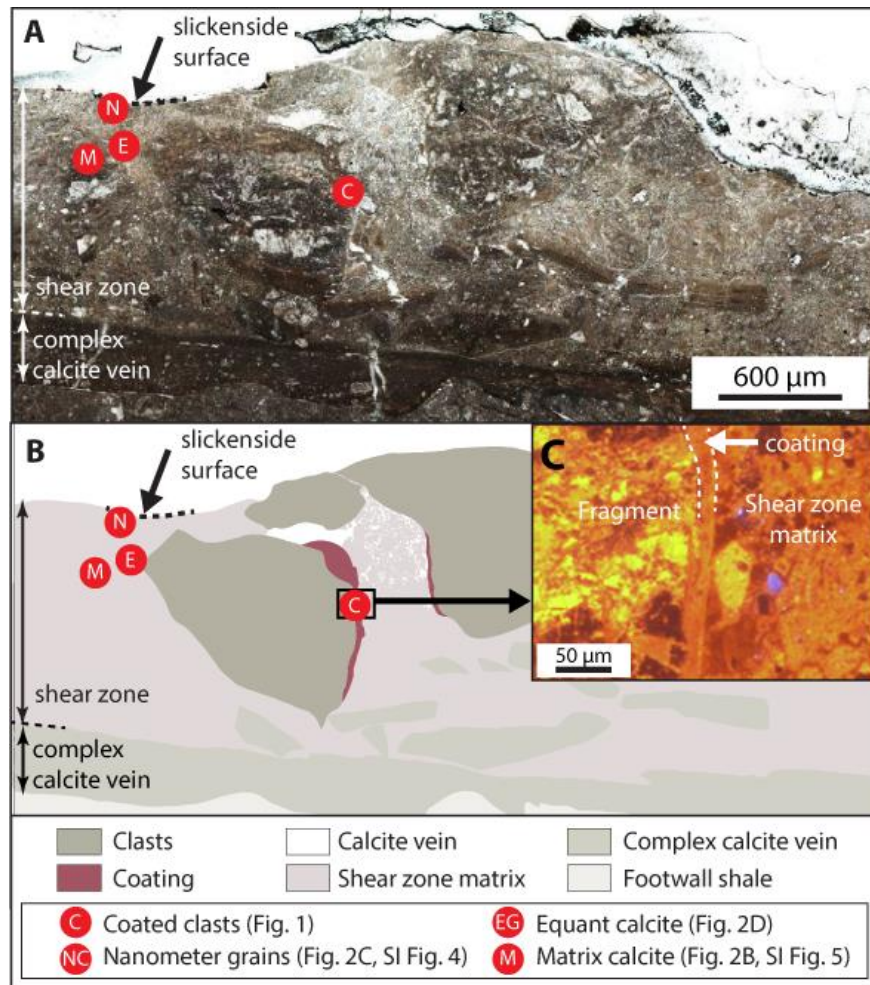 A
slickenside
surface
N
E
M
C
shear zone
complex
calcite vein
600 µm
B
slickenside
surface
N
E
M
C
shear zone
complex
calcite vein
C
coating
Fragment
Shear zone
matrix
50 µm
Clasts
Calcite vein
Complex calcite vein
Coating
Shear zone matrix
Footwall shale
C Coated clasts (Fig. 1)
EG Equant calcite (Fig. 2D)
NC Nanometer grains (Fig. 2C, SI Fig. 4)
M Matrix calcite (Fig. 2B, SI Fig. 5)